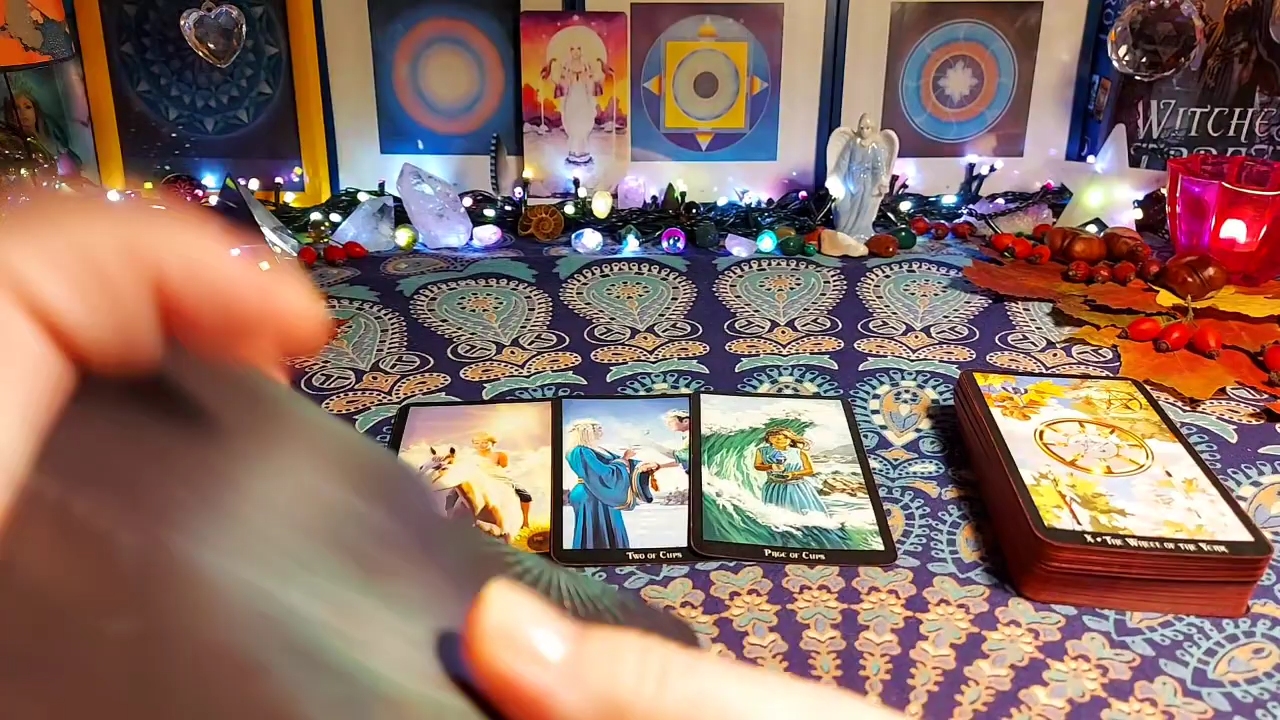 WITCHE
TWO OF CUPS
PAGE OF CUPS
X • THE WHEEL OF THE YEAR